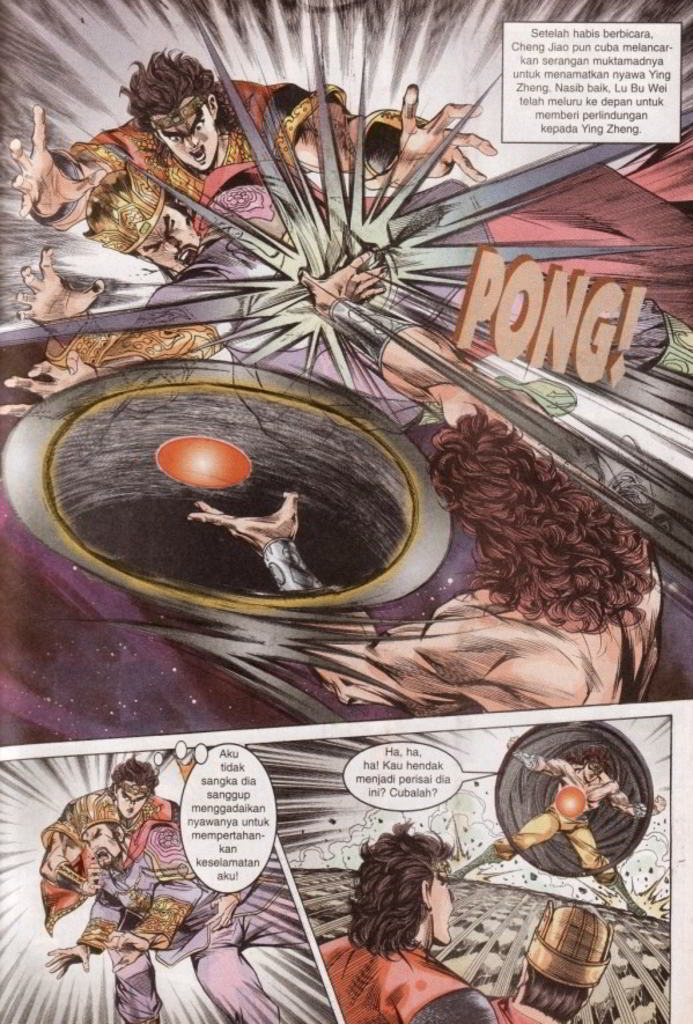 Setelah habis berbicara,
Cheng Jiao pun cuba melancar-
kan serangan muktamadnya
untuk menamatkan nyawa Ying
Zheng. Nasib baik, Lu Bu Wei
telah meluru ke depan untuk
memberi perlindungan
kepada Ying Zheng.
PONG!
Aku
tidak
sangka dia
sanggup
menggadaikan
nyawanya untuk
mempertahan-
kan
keselamatan
aku!
Ha, ha,
ha! Kau hendak
menjadi perisai dia
ini? Cubalah?